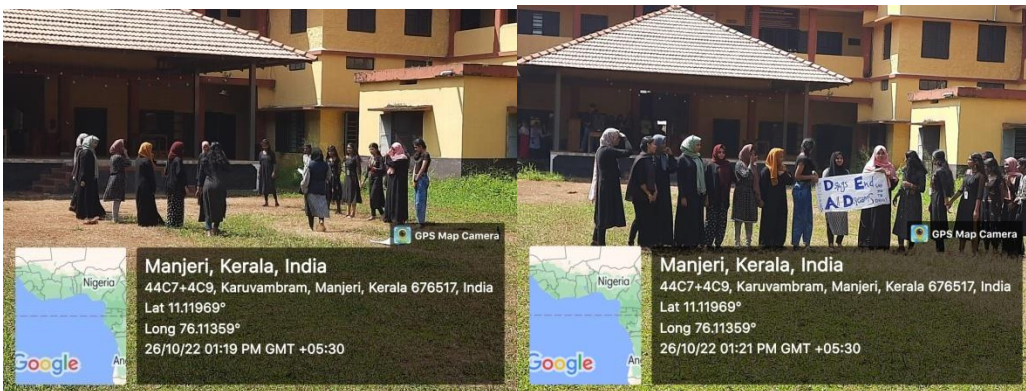 GPS Map Camera
Nigeria
Google
An
Manjeri, Kerala, India
44C7+4C9, Karuvambram, Manjeri, Kerala 676517, India
Lat 11.11969°
Long 76.11359°
26/10/22 01:19 PM GMT +05:30
DAYS END
GPS Map Camera
Nigeria
Google
An
Manjeri, Kerala, India
44C7+4C9, Karuvambram, Manjeri, Kerala 676517, India
Lat 11.11969°
Long 76.11359°
26/10/22 01:21 PM GMT +05:30